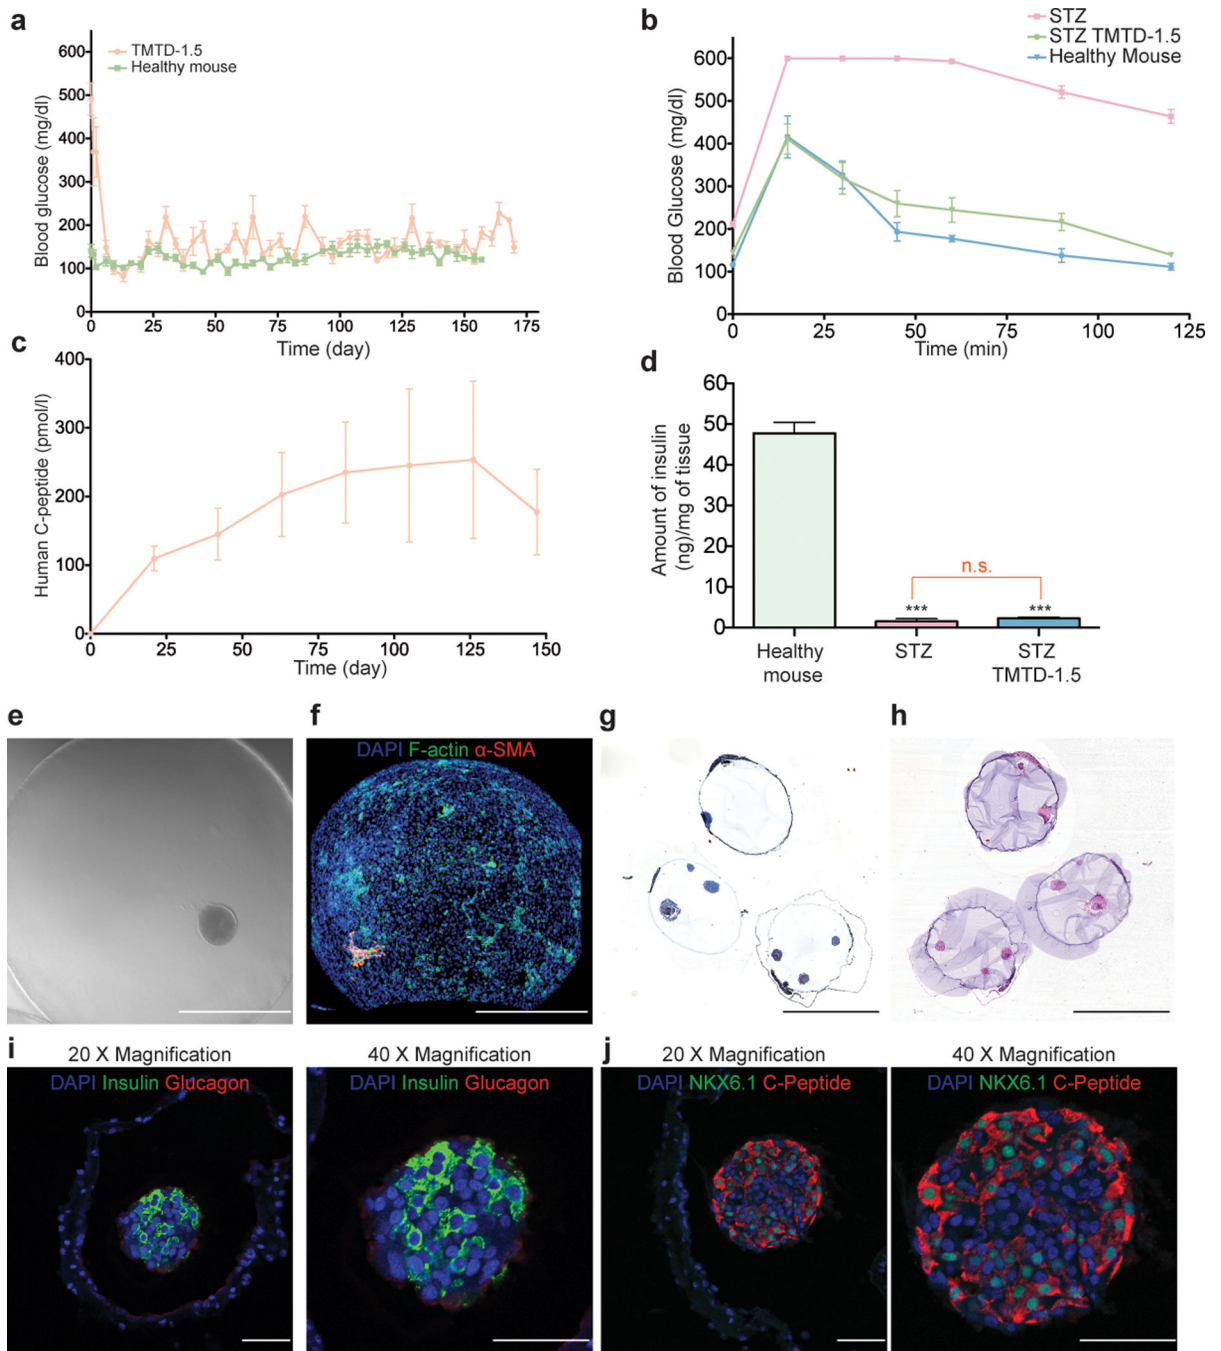 a
TMTD-1.5
Healthy mouse
Blood glucose (mg/dl)
600
500
400
300
200
100
0
0 25 50 75 100 125 150 175
Time (day)
b
STZ
STZ TMTD-1.5
Healthy Mouse
Blood Glucose (mg/dl)
600
500
400
300
200
100
0
0 25 50 75 100 125
Time (min)
c
Human C-peptide (pmol/l)
400
300
200
100
0
0 25 50 75 100 125 150
Time (day)
d
Amount of insulin
(ng)/mg of tissue
60
50
40
30
20
10
0
n.s.
*** ***
Healthy
mouse
STZ
STZ
TMTD-1.5
e
f
DAPI F-actin α-SMA
g
h
i
20 X Magnification
DAPI Insulin Glucagon
40 X Magnification
DAPI Insulin Glucagon
j
20 X Magnification
DAPI NKX6.1 C-Peptide
40 X Magnification
DAPI NKX6.1 C-Peptide